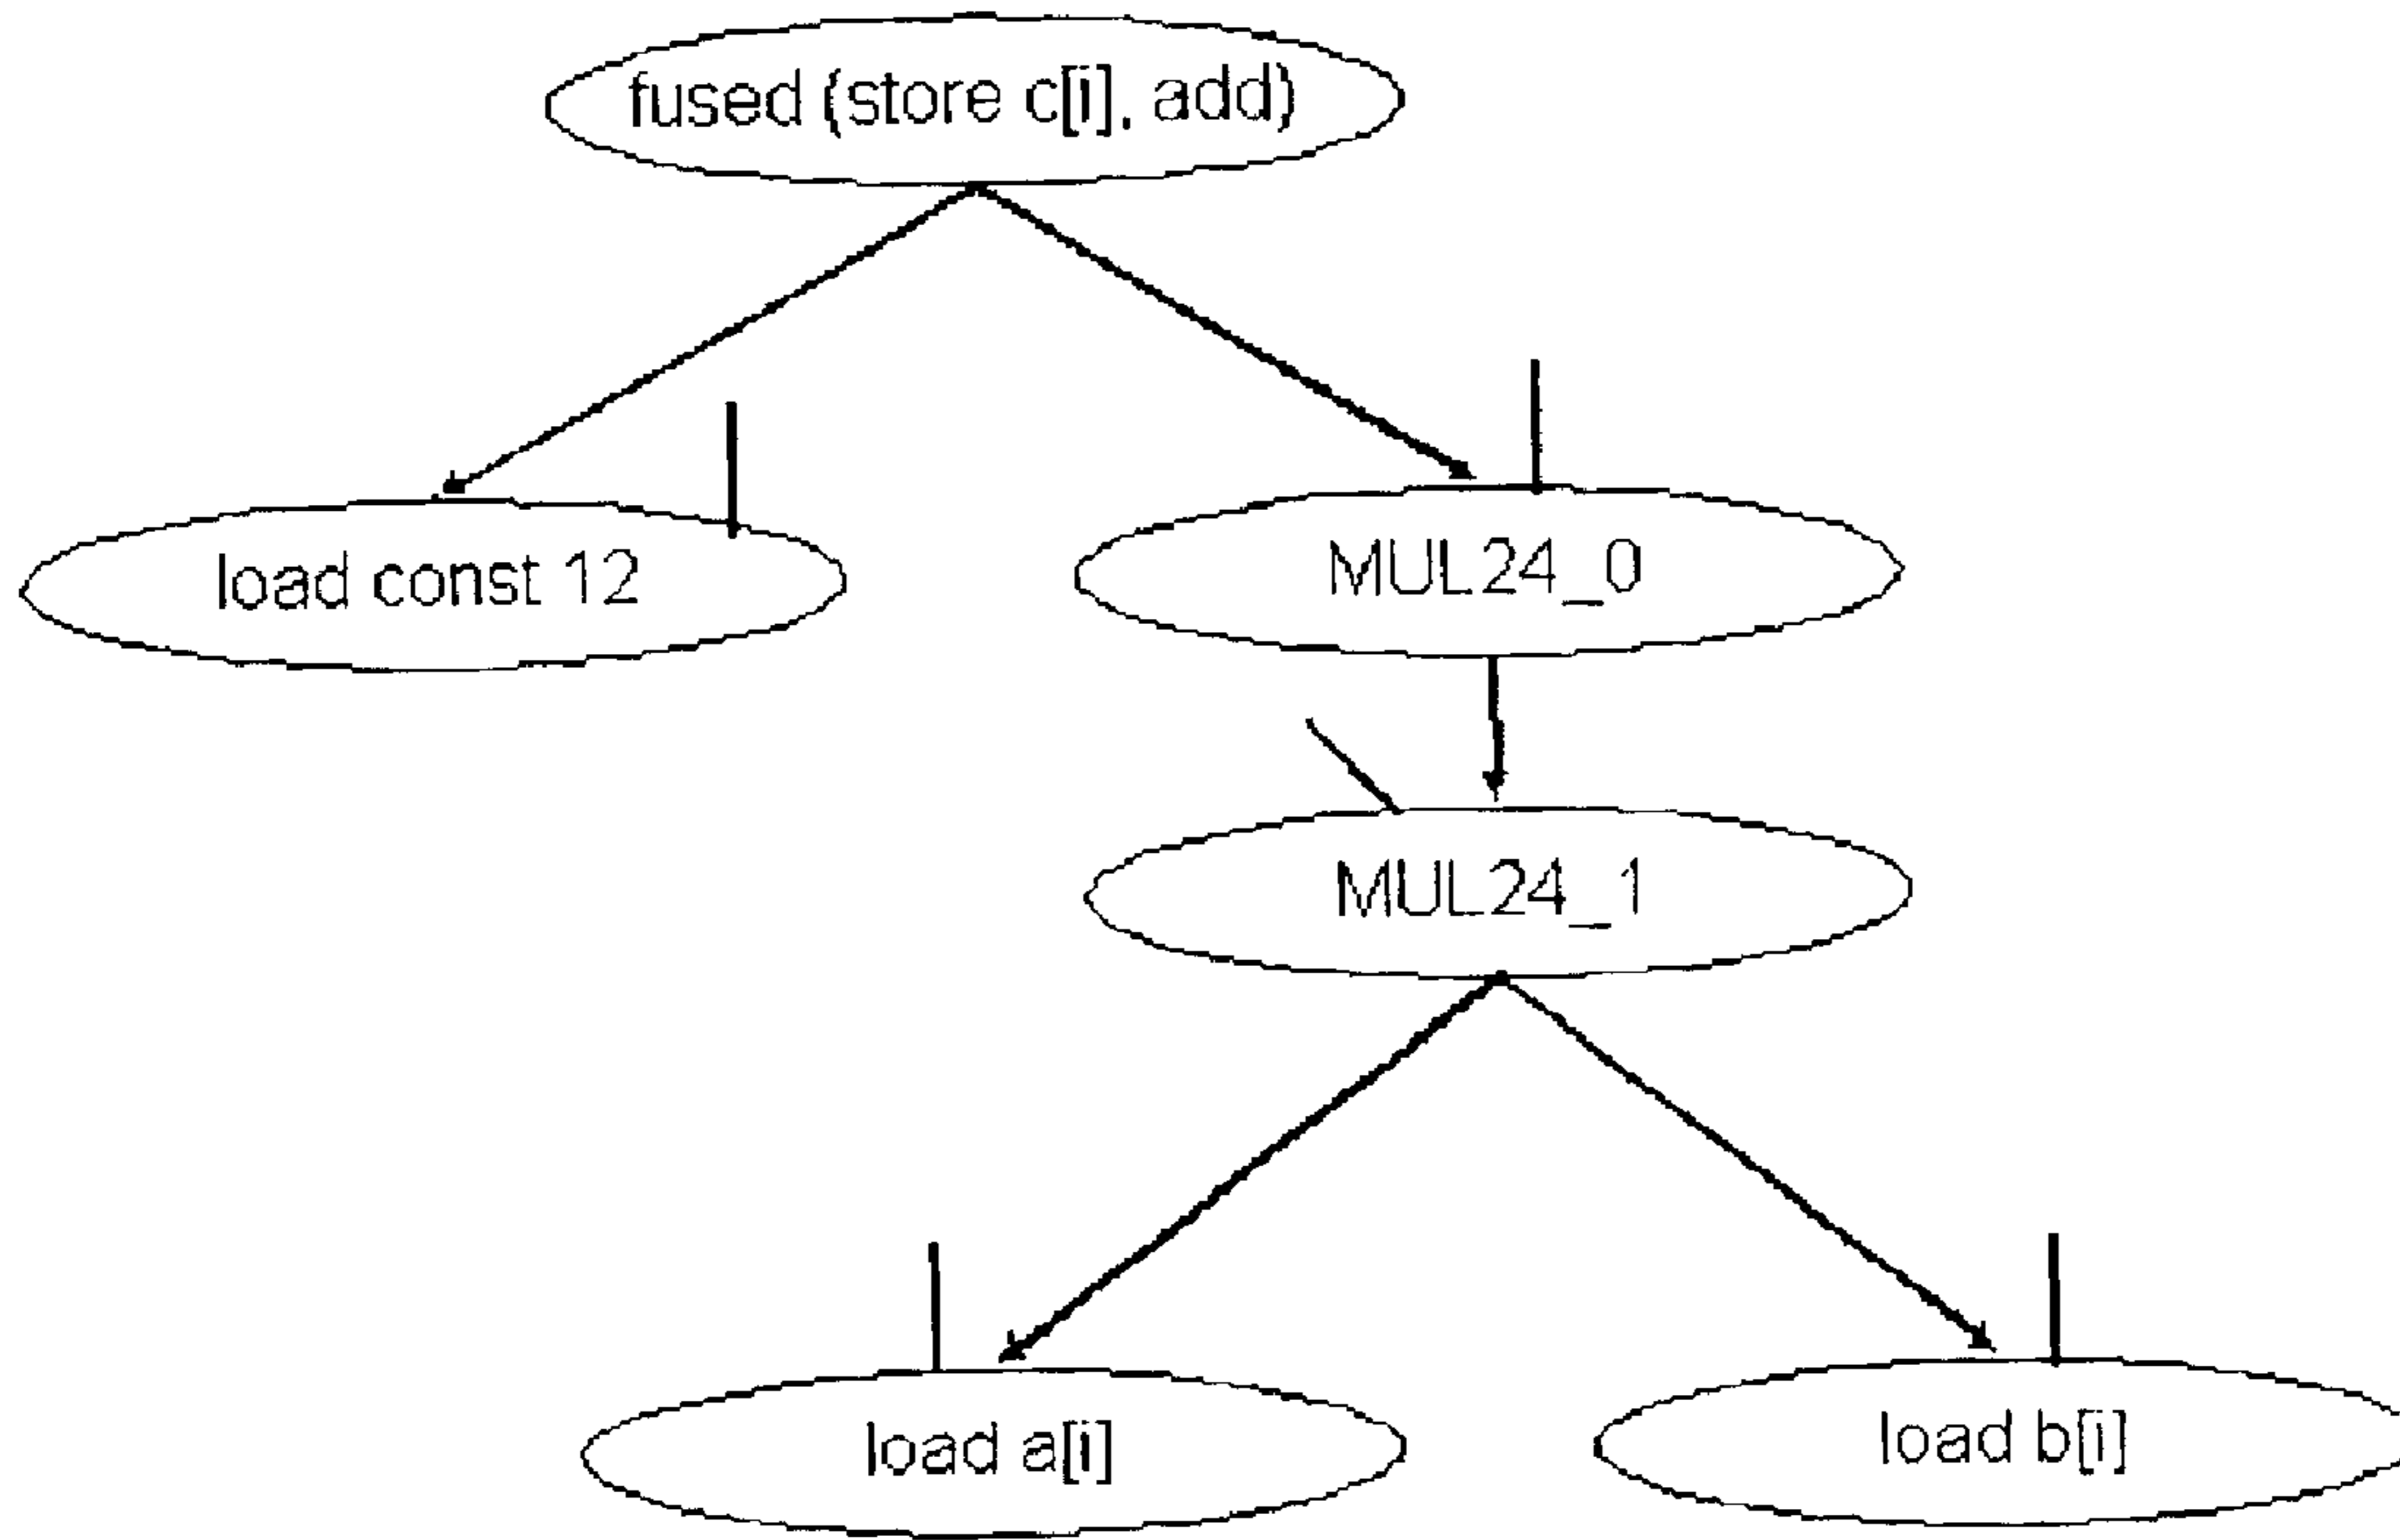 fused (store c[i], add)
load const 12
MUL24_0
MUL24_1
load a[i]
load b[i]